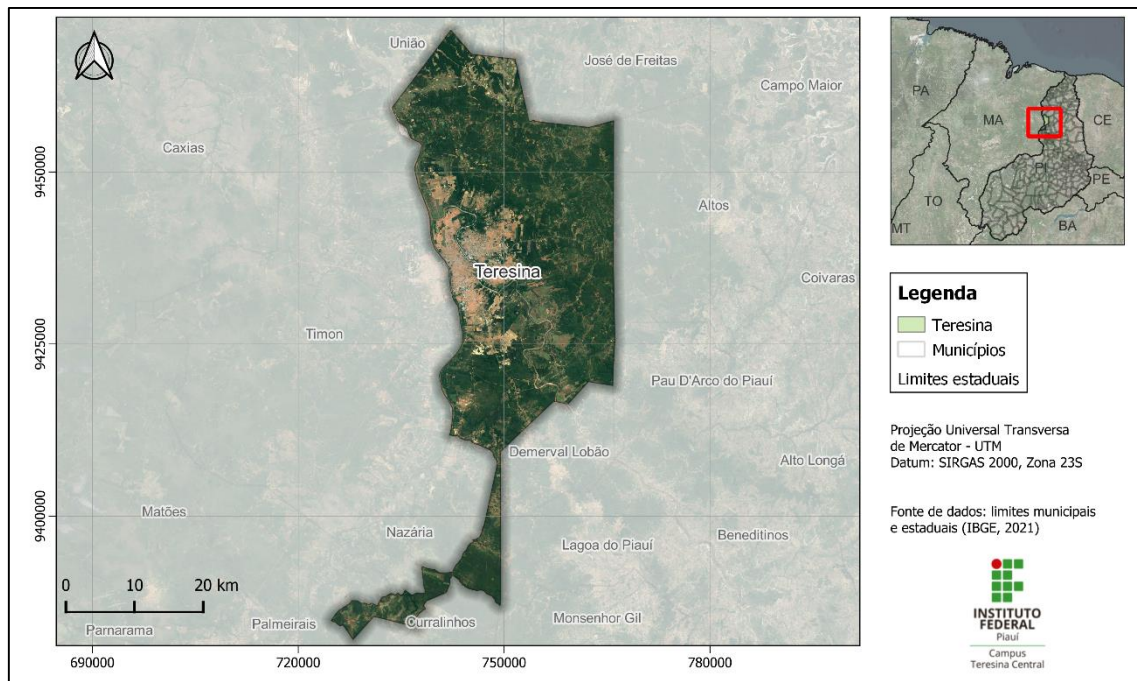 União
José de Freitas
Campo Maior
Caxias
Altos
Teresina
Coivaras
Timon
Pau D'Arco do Piauí
Demerval Lobão
Alto Longá
Matões
Nazária
Lagoa do Piauí
Beneditinos
Palmeirais
Curralinhos
Monsenhor Gil
Parnarama
0 10 20 km
9450000
9425000
9400000
690000 720000 750000 780000
PA
MA
CE
PI
PE
TO
BA
MT
Legenda
Teresina
Municípios
Limites estaduais
Projeção Universal Transversa
de Mercator - UTM
Datum: SIRGAS 2000, Zona 23S
Fonte de dados: limites municipais
e estaduais (IBGE, 2021)
INSTITUTO
FEDERAL
Piauí
Campus
Teresina Central